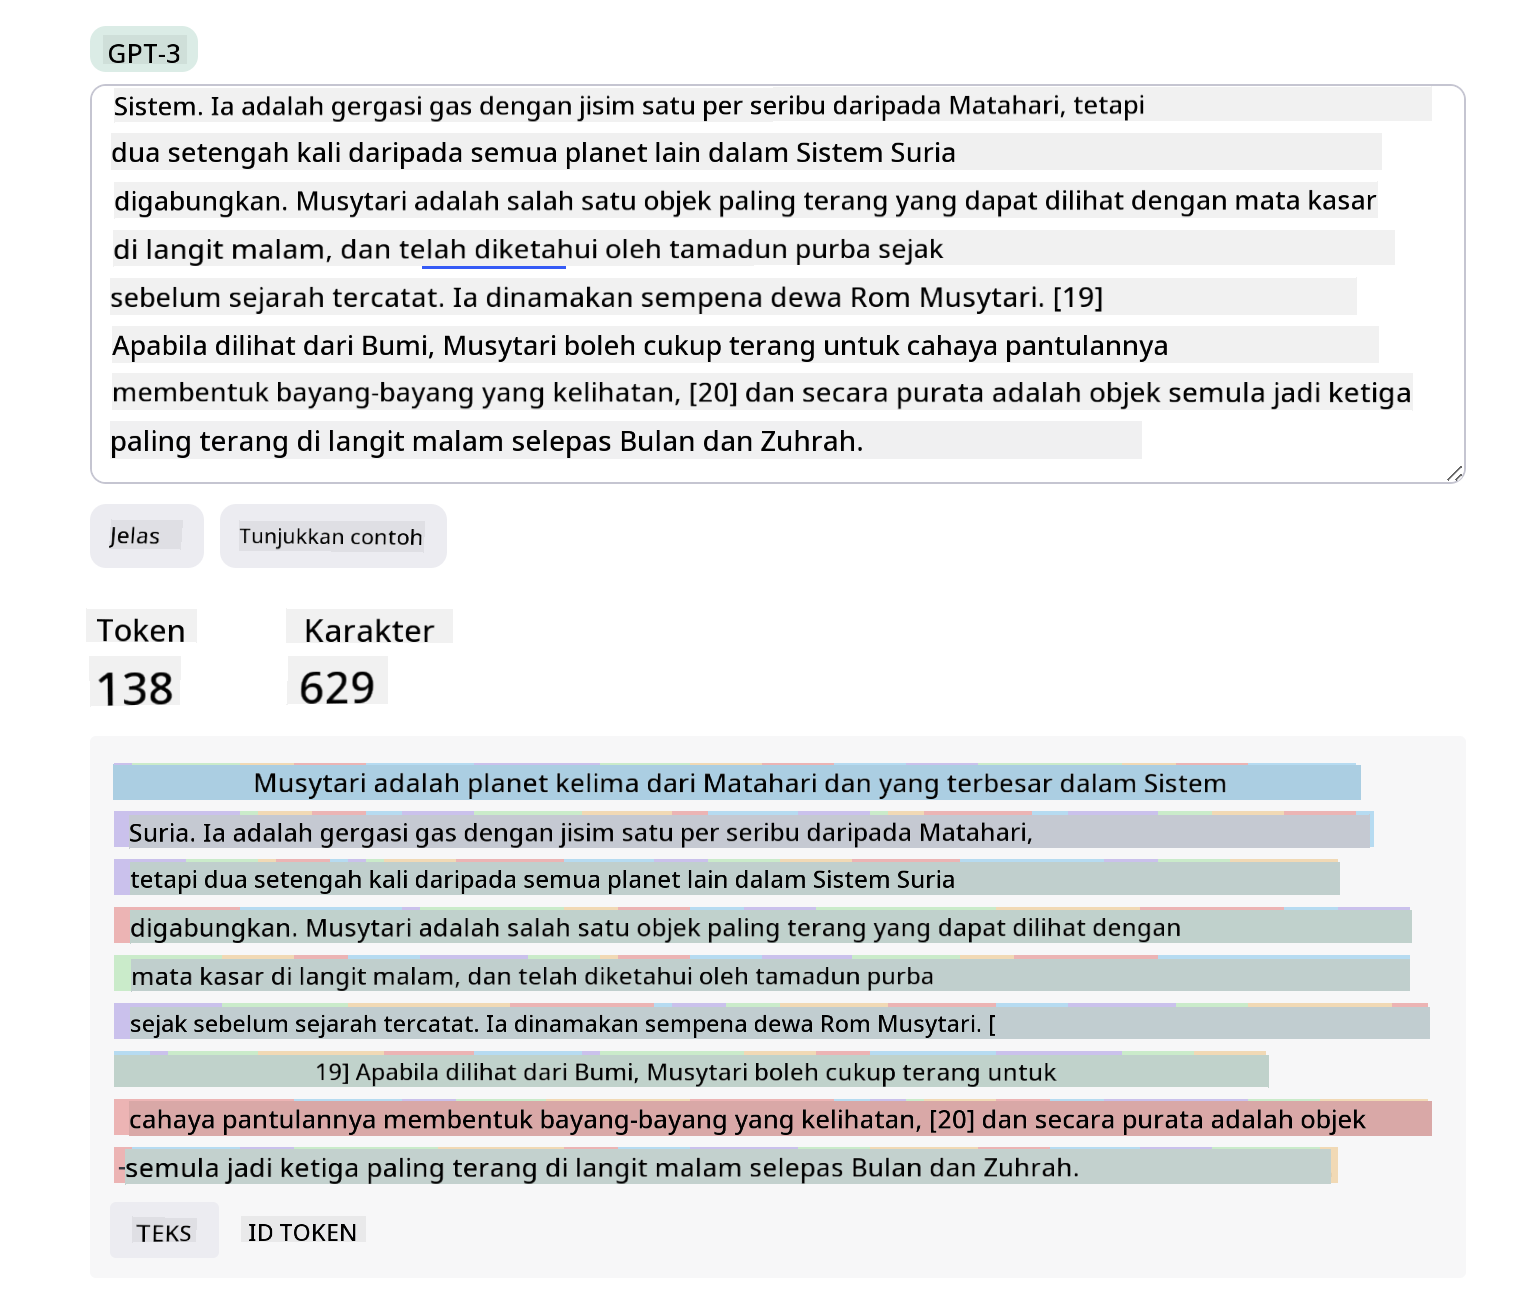 GPT-3
Sistem. Ia adalah gergasi gas dengan jisim satu per seribu daripada Matahari, tetapi
dua setengah kali daripada semua planet lain dalam Sistem Suria
digabungkan. Musytari adalah salah satu objek paling terang yang dapat dilihat dengan mata kasar
di langit malam, dan telah diketahui oleh tamadun purba sejak
sebelum sejarah tercatat. Ia dinamakan sempena dewa Rom Musytari. [19]
Apabila dilihat dari Bumi, Musytari boleh cukup terang untuk cahaya pantulannya
membentuk bayang-bayang yang kelihatan, [20] dan secara purata adalah objek semula jadi ketiga
paling terang di langit malam selepas Bulan dan Zuhrah.
Jelas
Tunjukkan contoh
Token
Karakter
138
629
Musytari adalah planet kelima dari Matahari dan yang terbesar dalam Sistem
Suria. Ia adalah gergasi gas dengan jisim satu per seribu daripada Matahari,
tetapi dua setengah kali daripada semua planet lain dalam Sistem Suria
digabungkan. Musytari adalah salah satu objek paling terang yang dapat dilihat dengan
mata kasar di langit malam, dan telah diketahui oleh tamadun purba
sejak sebelum sejarah tercatat. Ia dinamakan sempena dewa Rom Musytari. [
19] Apabila dilihat dari Bumi, Musytari boleh cukup terang untuk
cahaya pantulannya membentuk bayang-bayang yang kelihatan, [20] dan secara purata adalah objek
-semula jadi ketiga paling terang di langit malam selepas Bulan dan Zuhrah.
TEKS
ID TOKEN